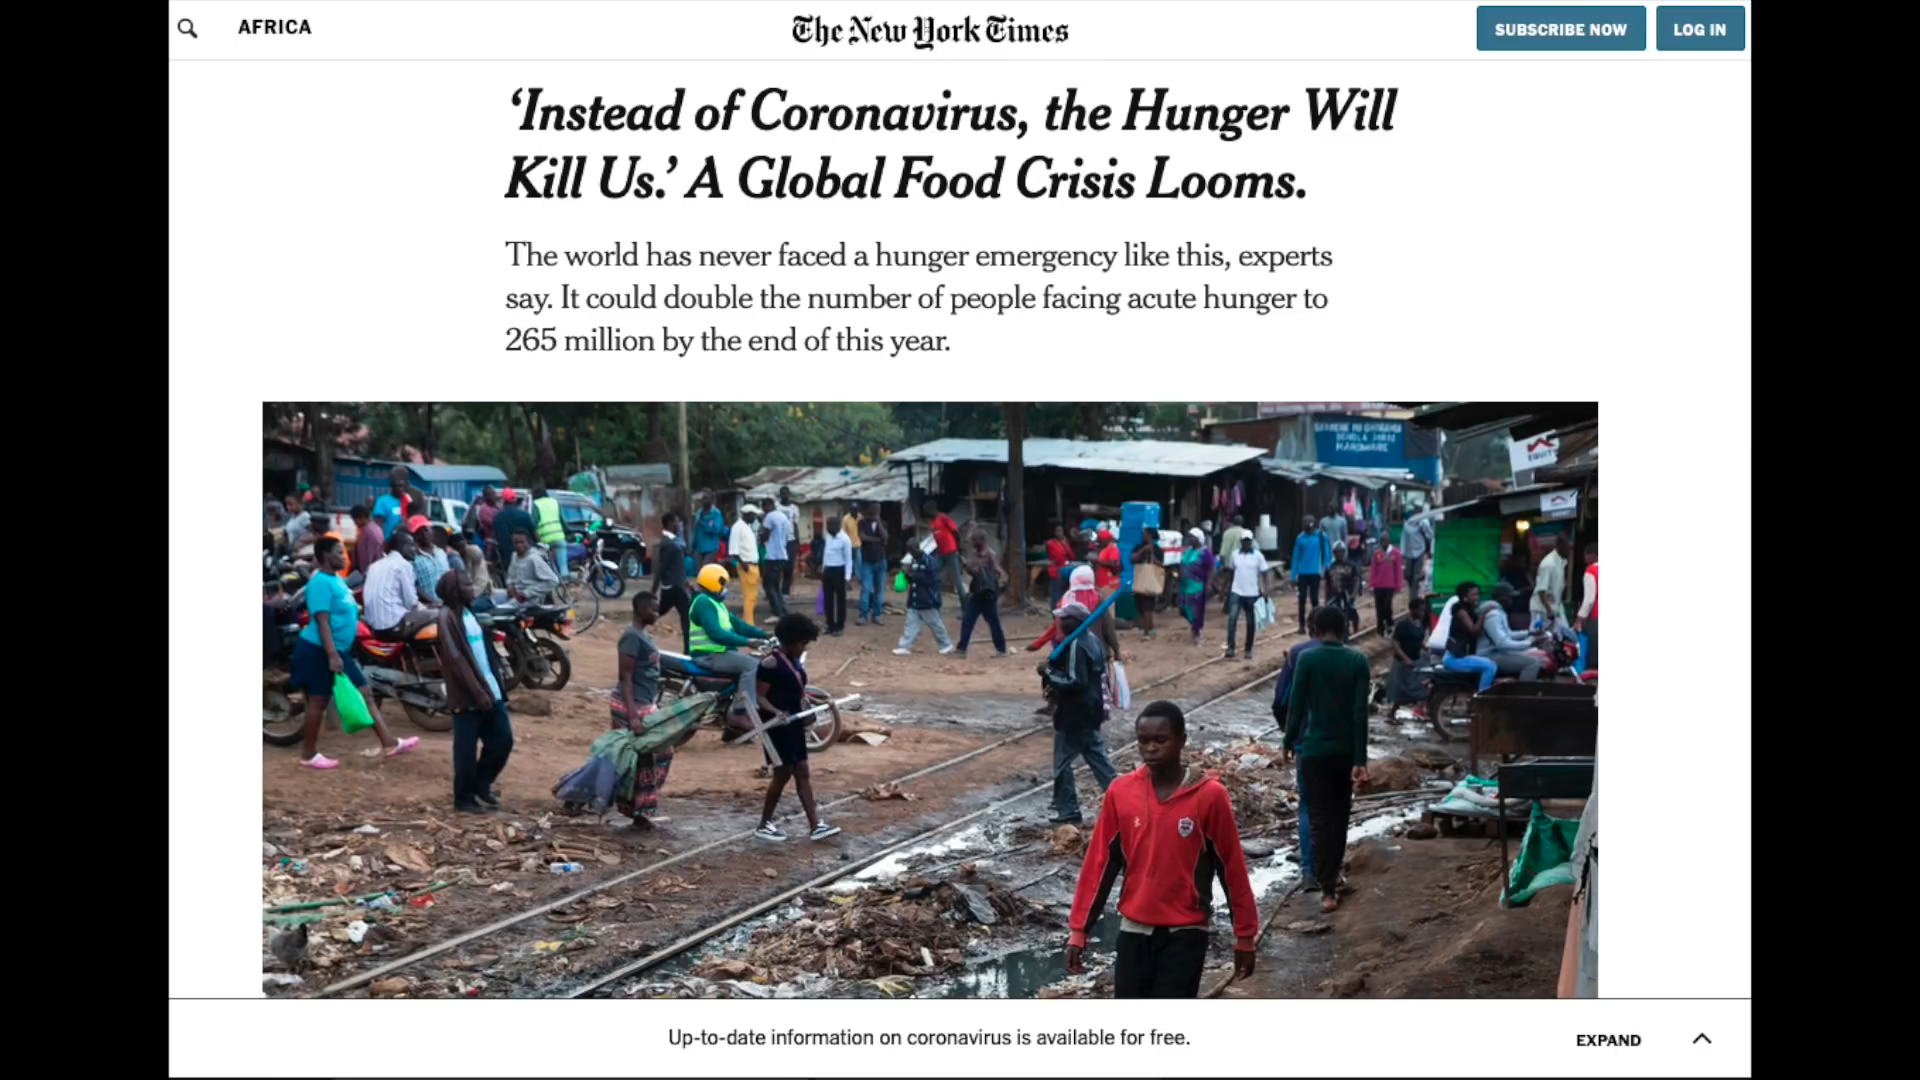 AFRICA
The New York Times
SUBSCRIBE NOW
LOG IN
‘Instead of Coronavirus, the Hunger Will
Kill Us.’ A Global Food Crisis Looms.
The world has never faced a hunger emergency like this, experts
say. It could double the number of people facing acute hunger to
265 million by the end of this year.
HARDWARE
EQUITY
Up-to-date information on coronavirus is available for free.
EXPAND